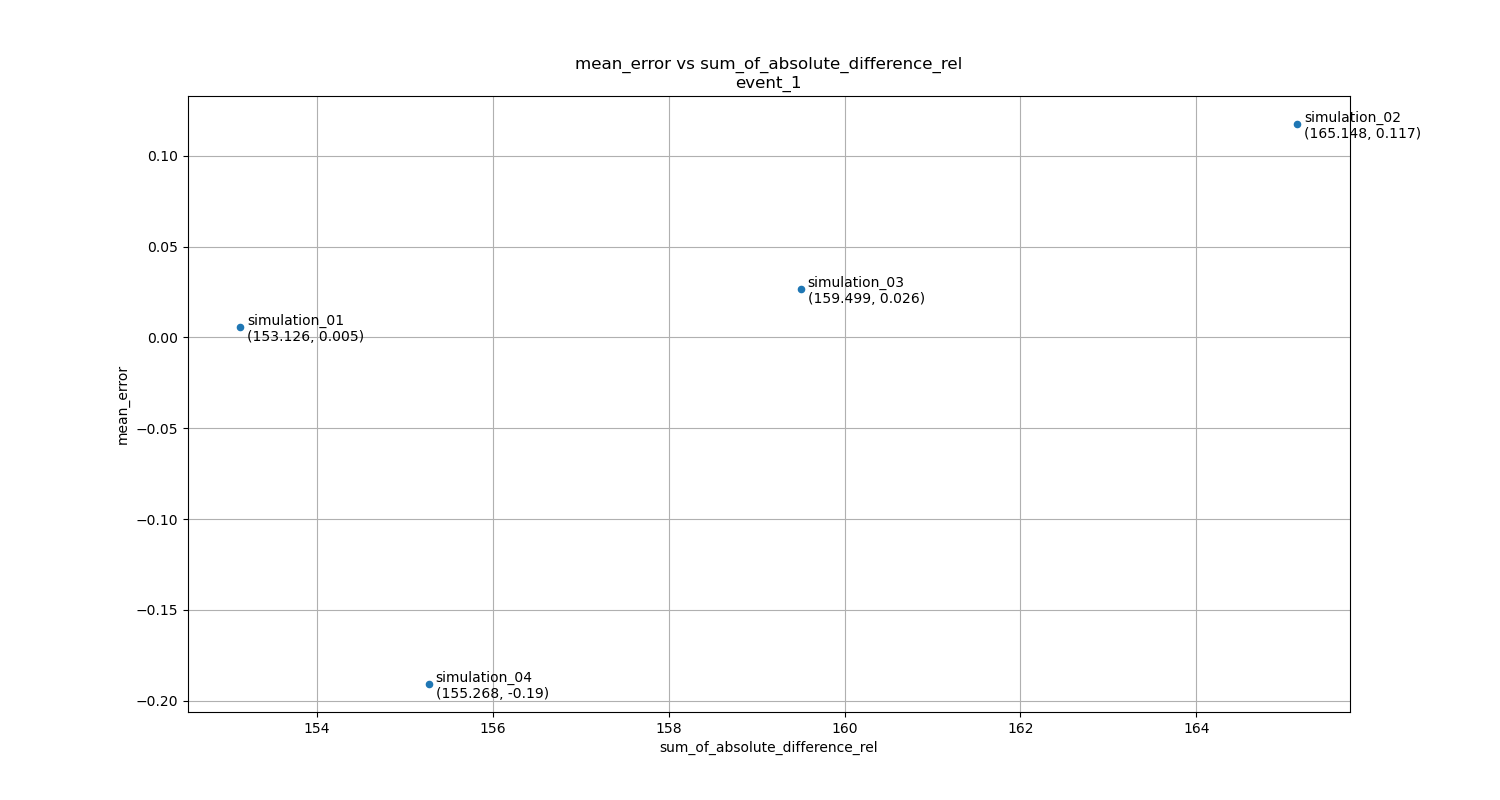 mean_error vs sum_of_absolute_difference_rel
event_1
simulation_02
(165.148, 0.117)
0.10
0.05
simulation_03
(159.499, 0.026)
simulation_01
(153.126, 0.005)
0.00
mean_error
−0.05
−0.10
−0.15
simulation_04
(155.268, -0.19)
−0.20
154 156 158 160 162 164
sum_of_absolute_difference_rel